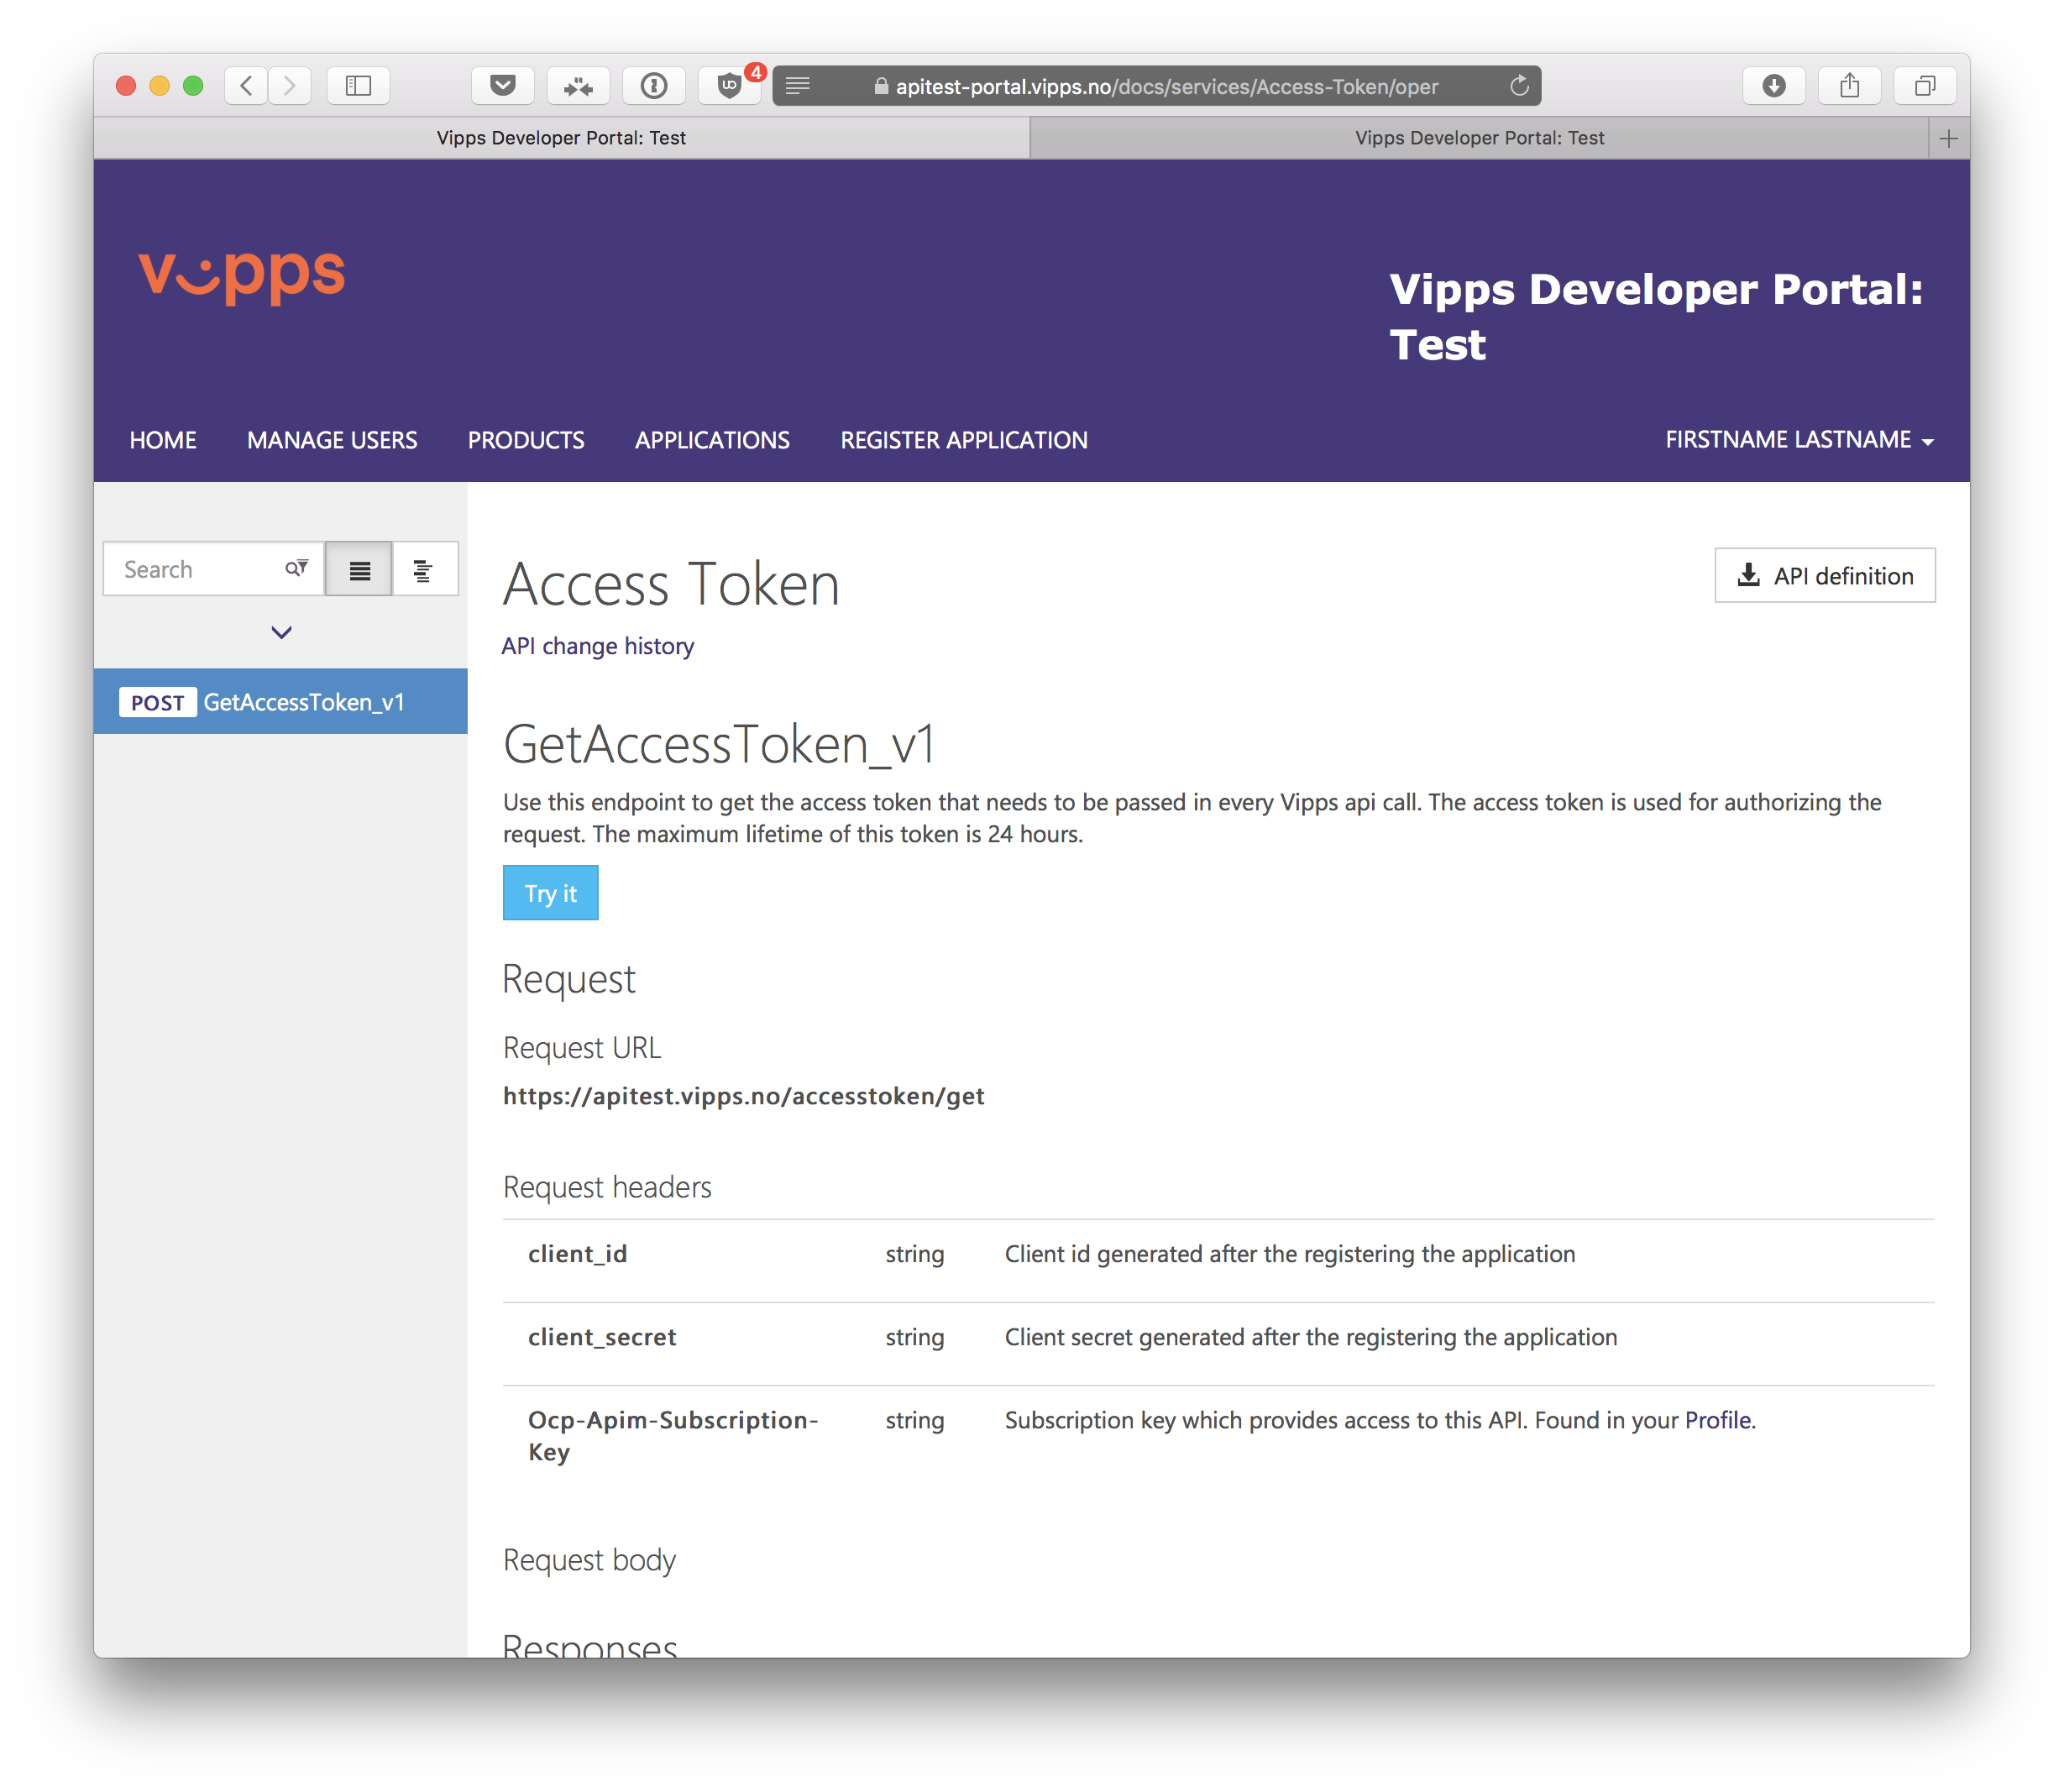 4
apitest-portal.vipps.no/docs/services/Access-Token/oper
Vipps Developer Portal: Test
Vipps Developer Portal: Test
vipps
Vipps Developer Portal:
Test
HOME MANAGE USERS PRODUCTS APPLICATIONS REGISTER APPLICATION FIRSTNAME LASTNAME
Search
POST GetAccessToken_v1
Access Token
API definition
API change history
GetAccessToken_v1
Use this endpoint to get the access token that needs to be passed in every Vipps api call. The access token is used for authorizing the
request. The maximum lifetime of this token is 24 hours.
Try it
Request
Request URL
https://apitest.vipps.no/accesstoken/get
Request headers
client_id string Client id generated after the registering the application
client_secret string Client secret generated after the registering the application
Ocp-Apim-Subscription- string Subscription key which provides access to this API. Found in your Profile.
Key
Request body
Responses